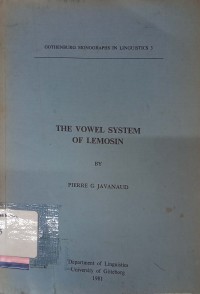 GOTHENBURG MONOGRAPHS IN LINGUISTICS 3
THE VOWEL SYSTEM
OF LEMOSIN
BY
PIERRE G. JAVANAUD
Department of Linguistics
University of Göteborg
1981